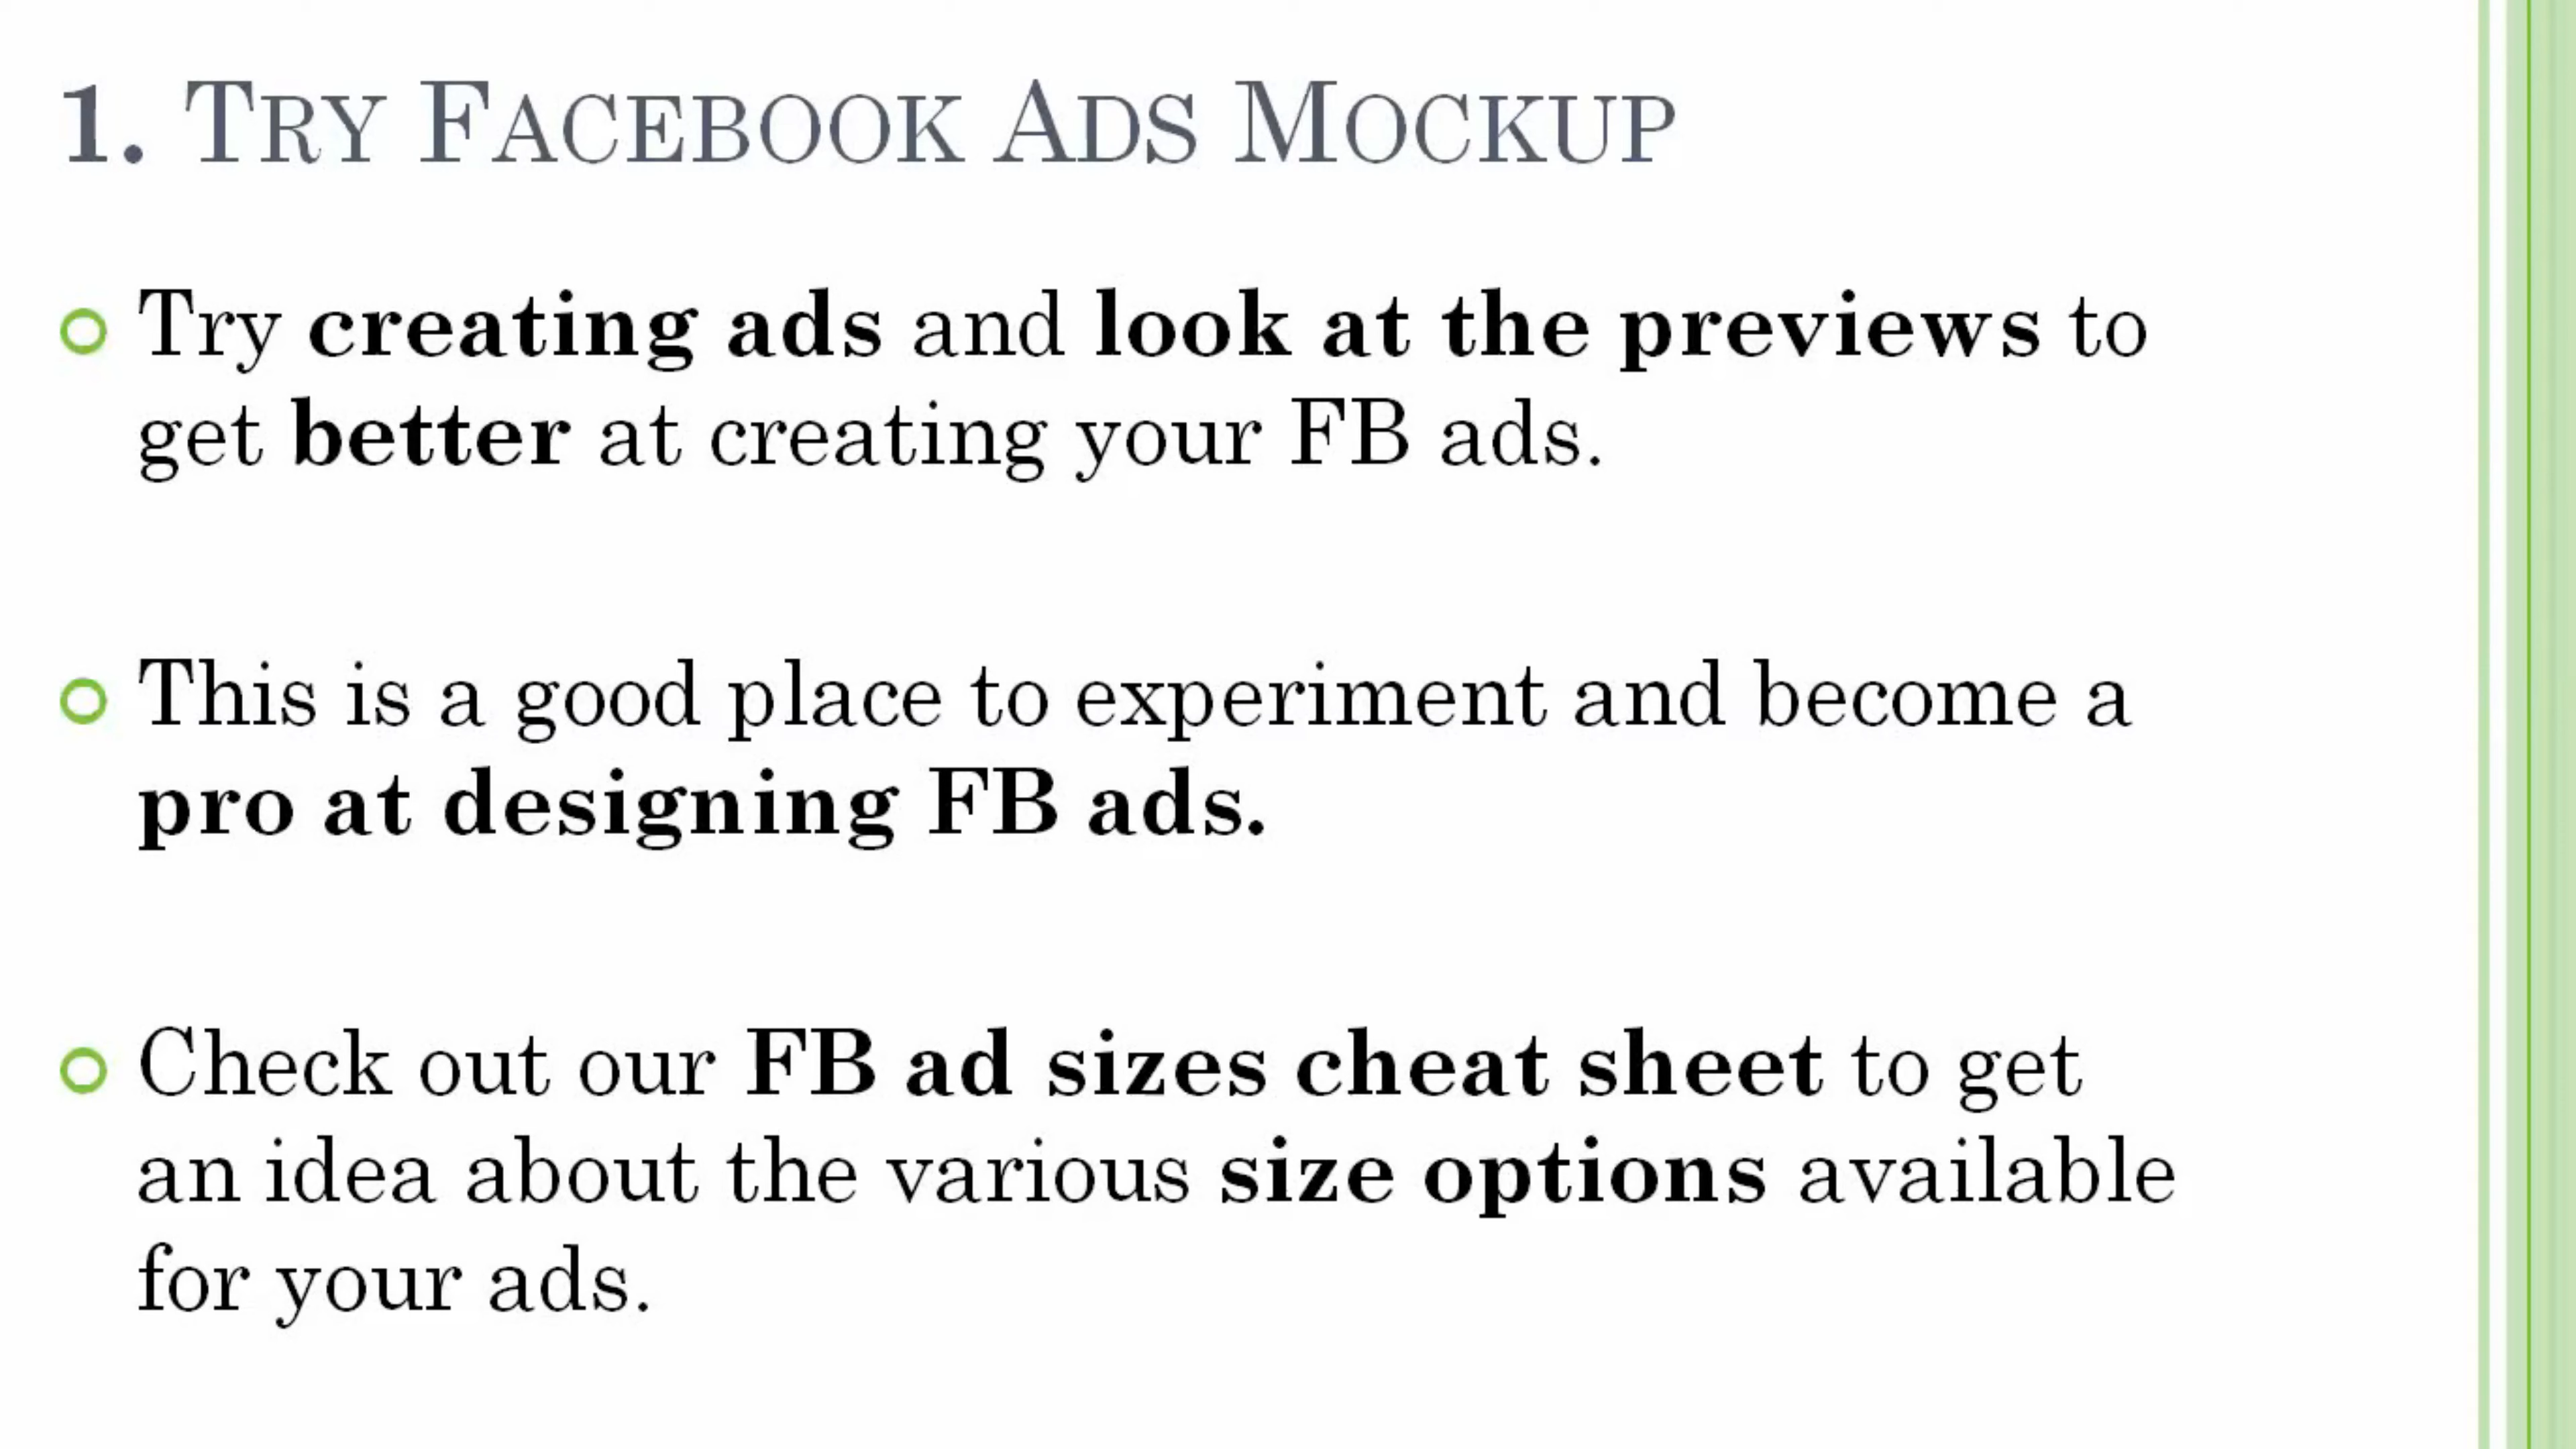 1. Try Facebook Ads Mockup
Try creating ads and look at the previews to
get better at creating your FB ads.
This is a good place to experiment and become a
pro at designing FB ads.
Check out our FB ad sizes cheat sheet to get
an idea about the various size options available
for your ads.